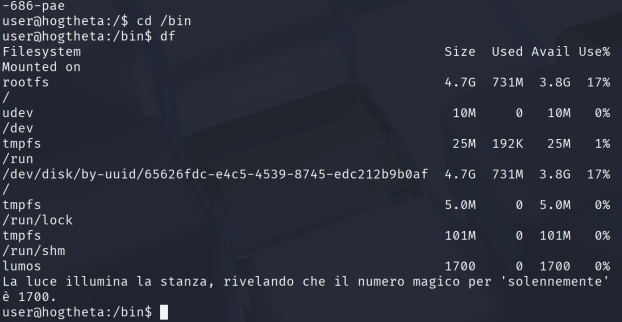 -686-pae
user@hogtheta:/$ cd /bin
user@hogtheta:/bin$ df
Filesystem Size Used Avail Use%
Mounted on
rootfs 4.7G 731M 3.8G 17%
/
udev 10M 0 10M 0%
/dev
tmpfs 25M 192K 25M 1%
/run
/dev/disk/by-uuid/65626fdc-e4c5-4539-8745-edc212b9b0af 4.7G 731M 3.8G 17%
/
tmpfs 5.0M 0 5.0M 0%
/run/lock
tmpfs 101M 0 101M 0%
/run/shm
lumos 1700 0 1700 0%
La luce illumina la stanza, rivelando che il numero magico per 'solennemente'
è 1700.
user@hogtheta:/bin$